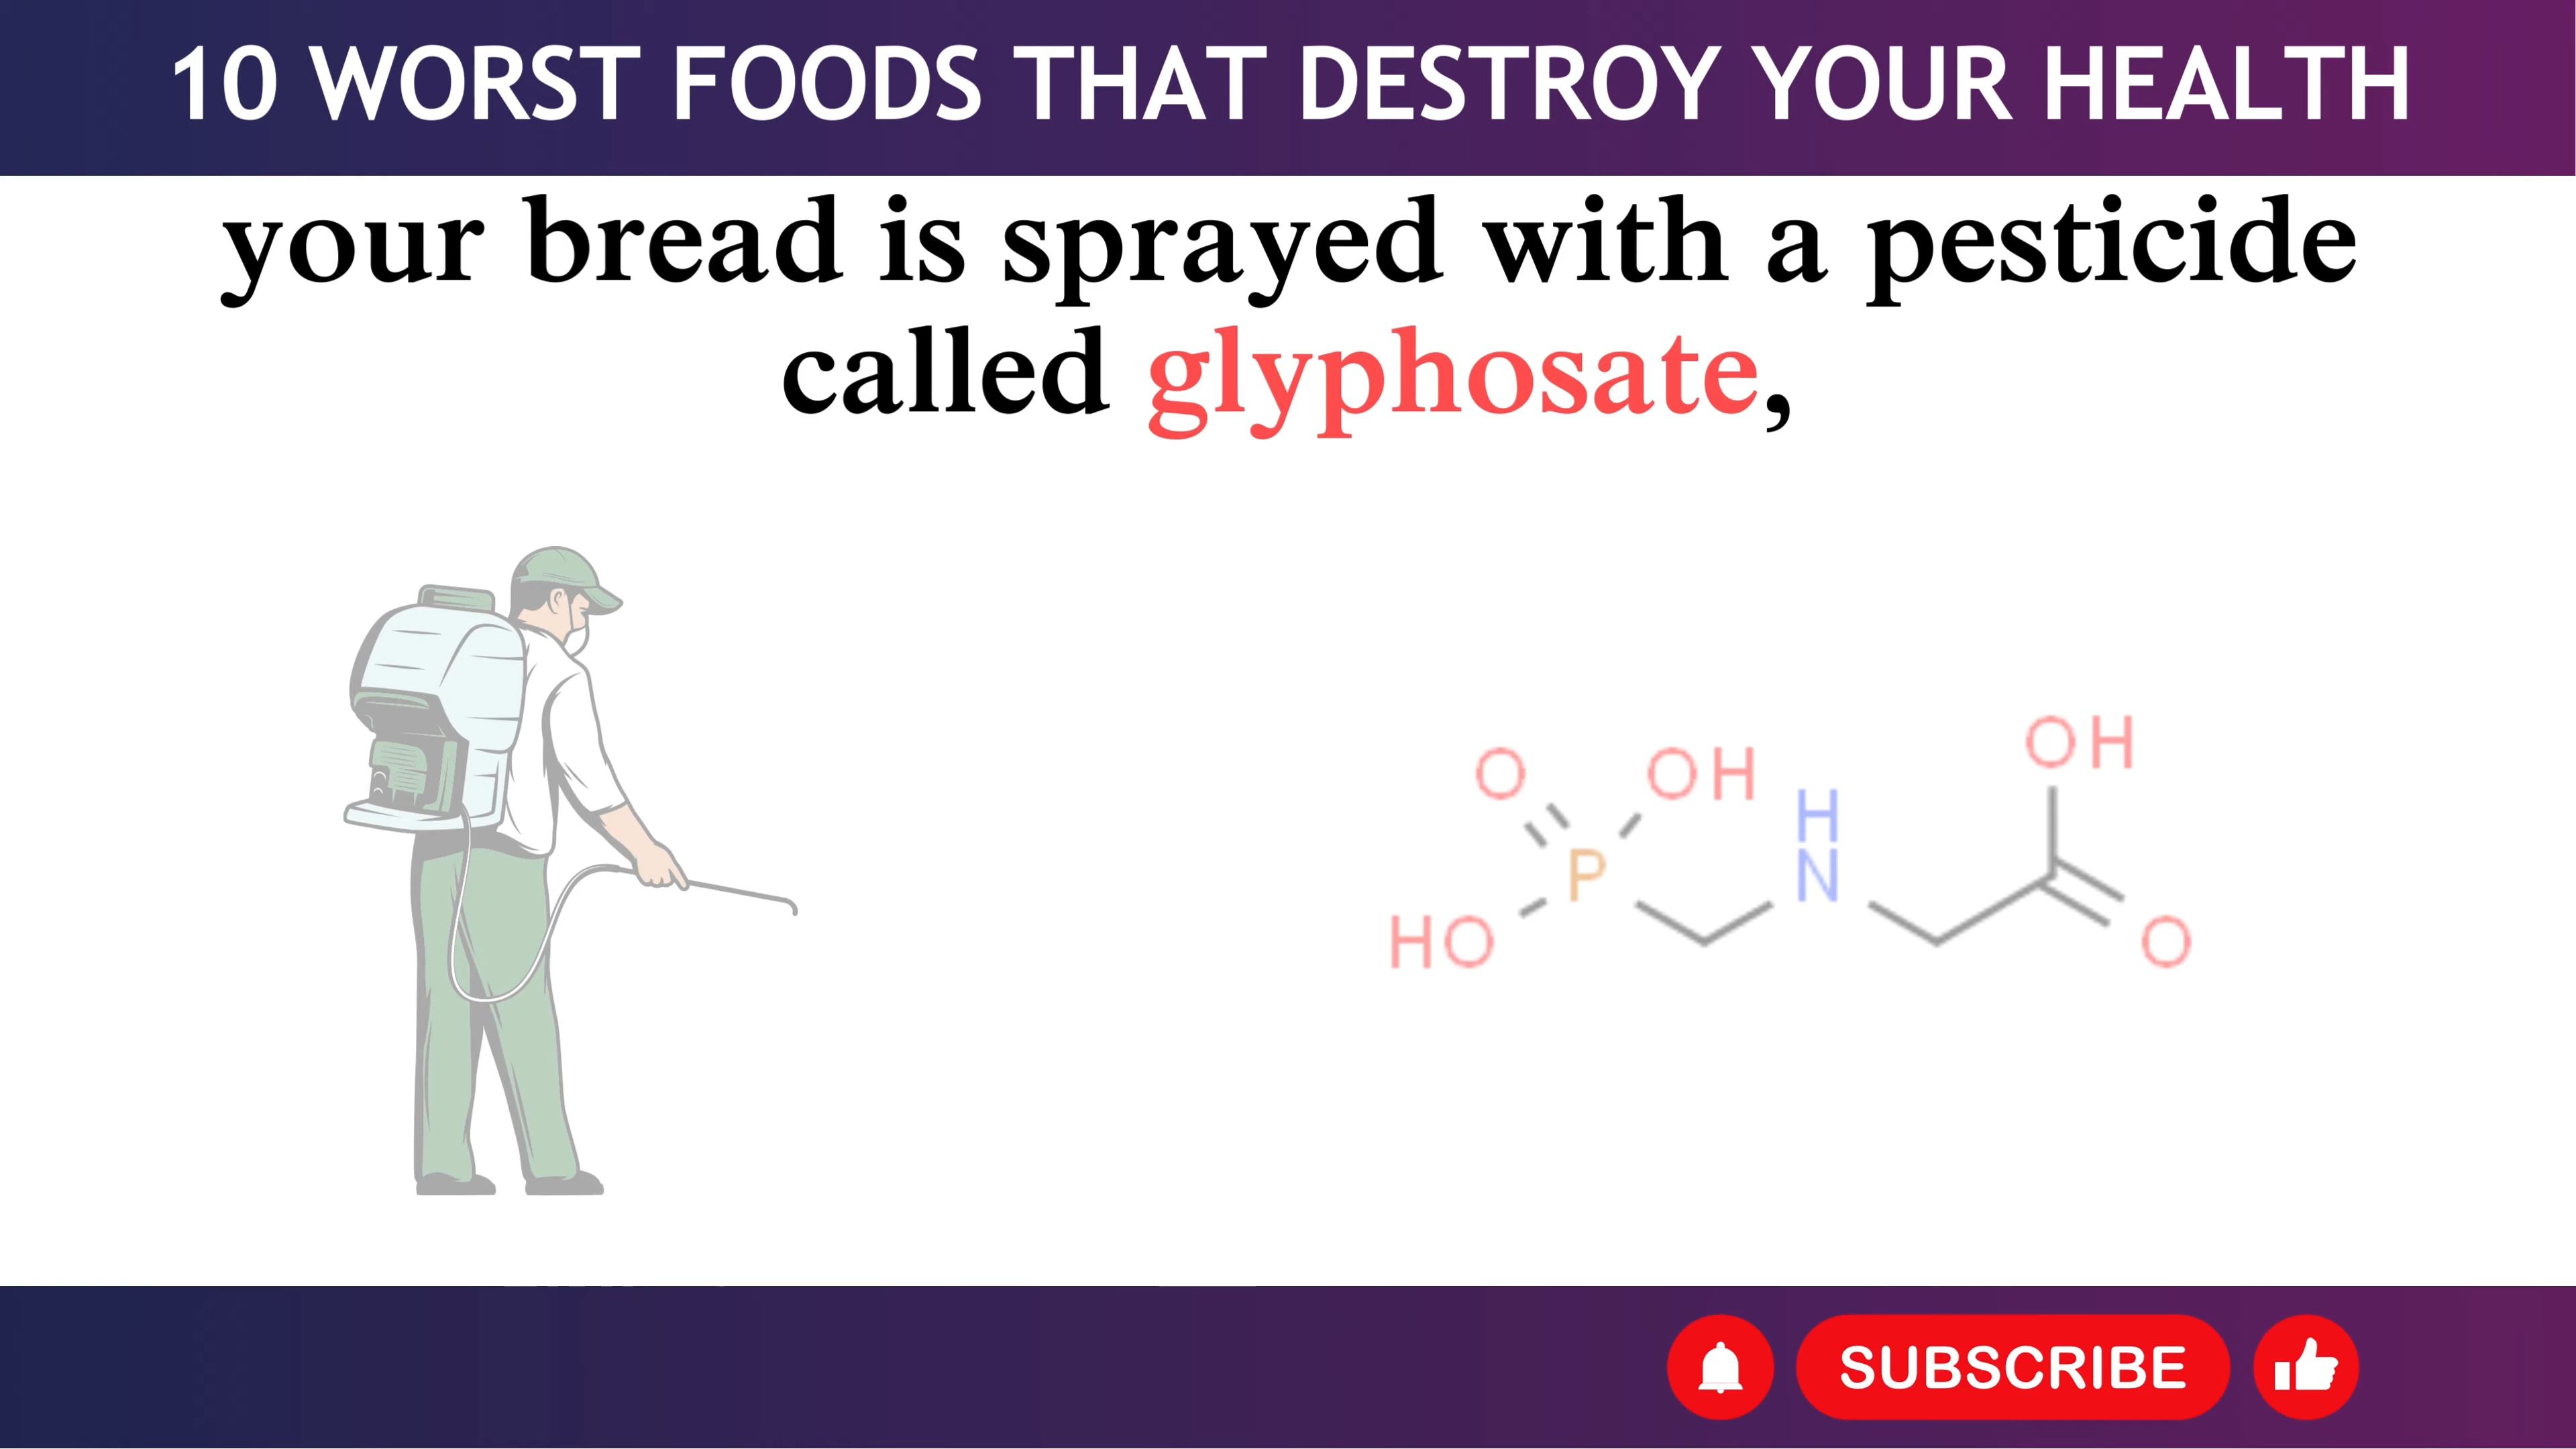 10 WORST FOODS THAT DESTROY YOUR HEALTH
your bread is sprayed with a pesticide
called glyphosate,
O
OH
H
N
OH
P
HO
O
SUBSCRIBE